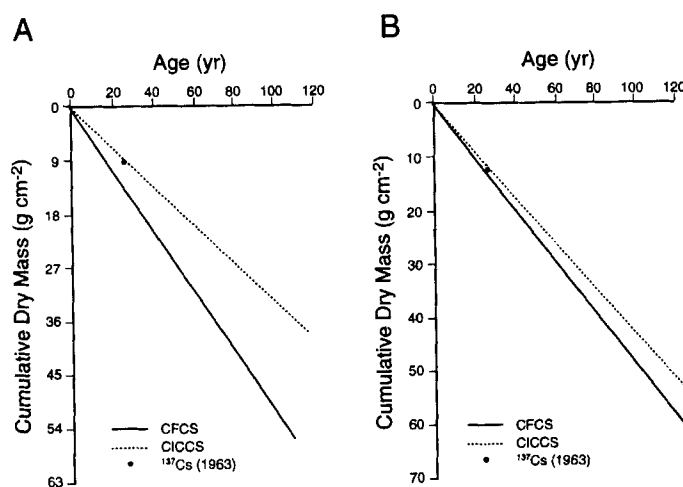 A
Age (yr)
0 20 40 60 80 100 120
0
9
18
27
36
45
54
63
Cumulative Dry Mass (g cm⁻²)
CFCS
CICCS
¹³⁷Cs (1963)
B
Age (yr)
0 20 40 60 80 100 120
0
10
20
30
40
50
60
70
Cumulative Dry Mass (g cm⁻²)
CFCS
CICCS
¹³⁷Cs (1963)